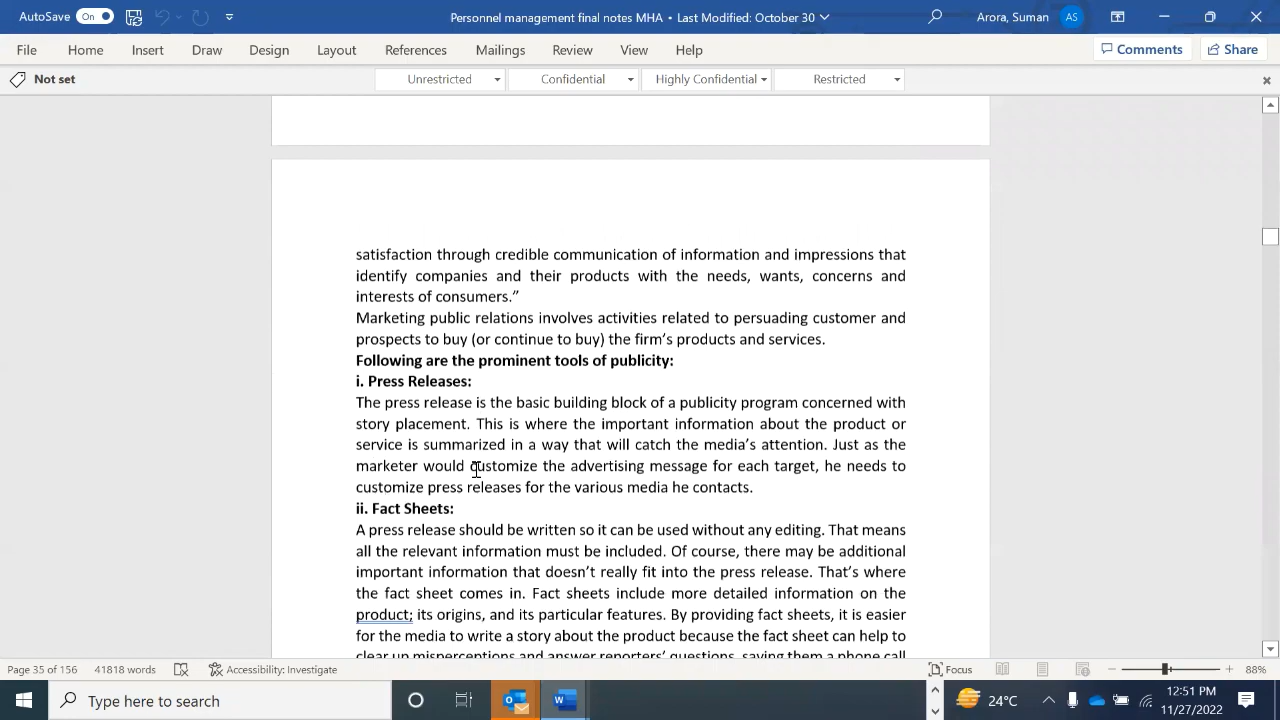 AutoSave On Personnel management final notes MHA • Last Modified: October 30 Arora, Suman AS
File Home Insert Draw Design Layout References Mailings Review View Help Comments Share
Not set Unrestricted Confidential Highly Confidential Restricted
satisfaction through credible communication of information and impressions that
identify companies and their products with the needs, wants, concerns and
interests of consumers.”
Marketing public relations involves activities related to persuading customer and
prospects to buy (or continue to buy) the firm’s products and services.
Following are the prominent tools of publicity:
i. Press Releases:
The press release is the basic building block of a publicity program concerned with
story placement. This is where the important information about the product or
service is summarized in a way that will catch the media’s attention. Just as the
marketer would customize the advertising message for each target, he needs to
customize press releases for the various media he contacts.
ii. Fact Sheets:
A press release should be written so it can be used without any editing. That means
all the relevant information must be included. Of course, there may be additional
important information that doesn’t really fit into the press release. That’s where
the fact sheet comes in. Fact sheets include more detailed information on the
product; its origins, and its particular features. By providing fact sheets, it is easier
for the media to write a story about the product because the fact sheet can help to
clear up misperceptions and answer reporters’ questions, saving them a phone call
Page 35 of 156 41818 words Accessibility: Investigate Focus 88%
Type here to search 24°C 12:51 PM
11/27/2022